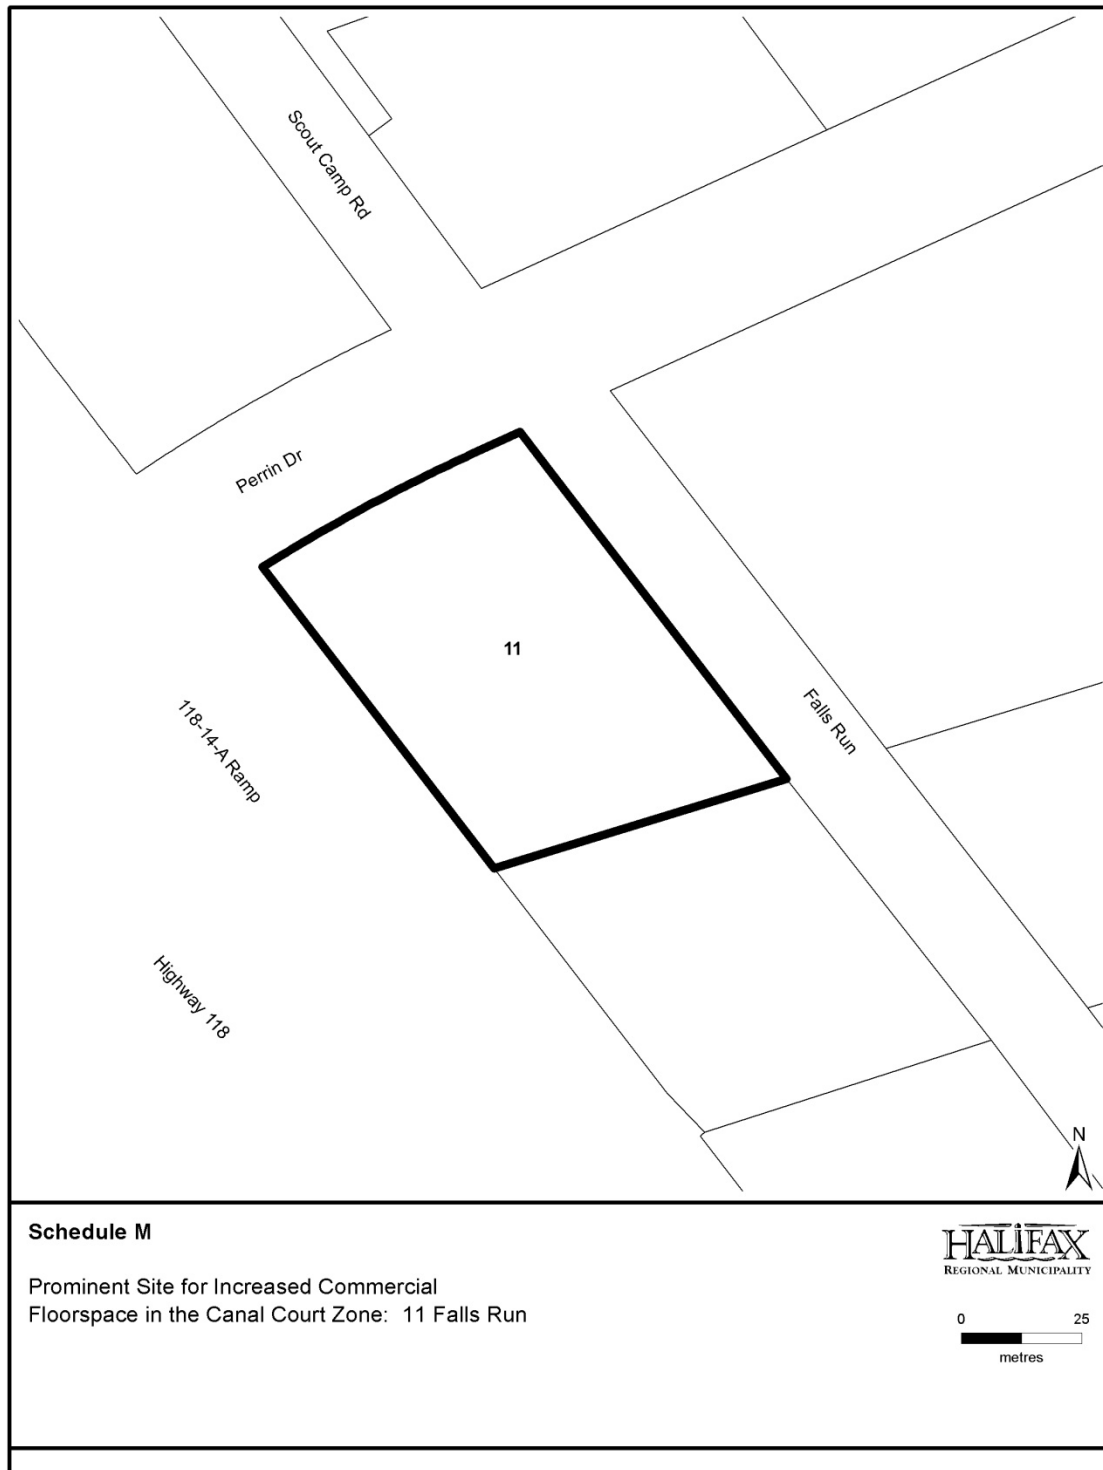 Scout Camp Rd
Perrin Dr
11
Falls Run
118-14-A Ramp
Highway 118
N
Schedule M
Prominent Site for Increased Commercial
Floorspace in the Canal Court Zone: 11 Falls Run
HALIFAX
REGIONAL MUNICIPALITY
0 25
metres